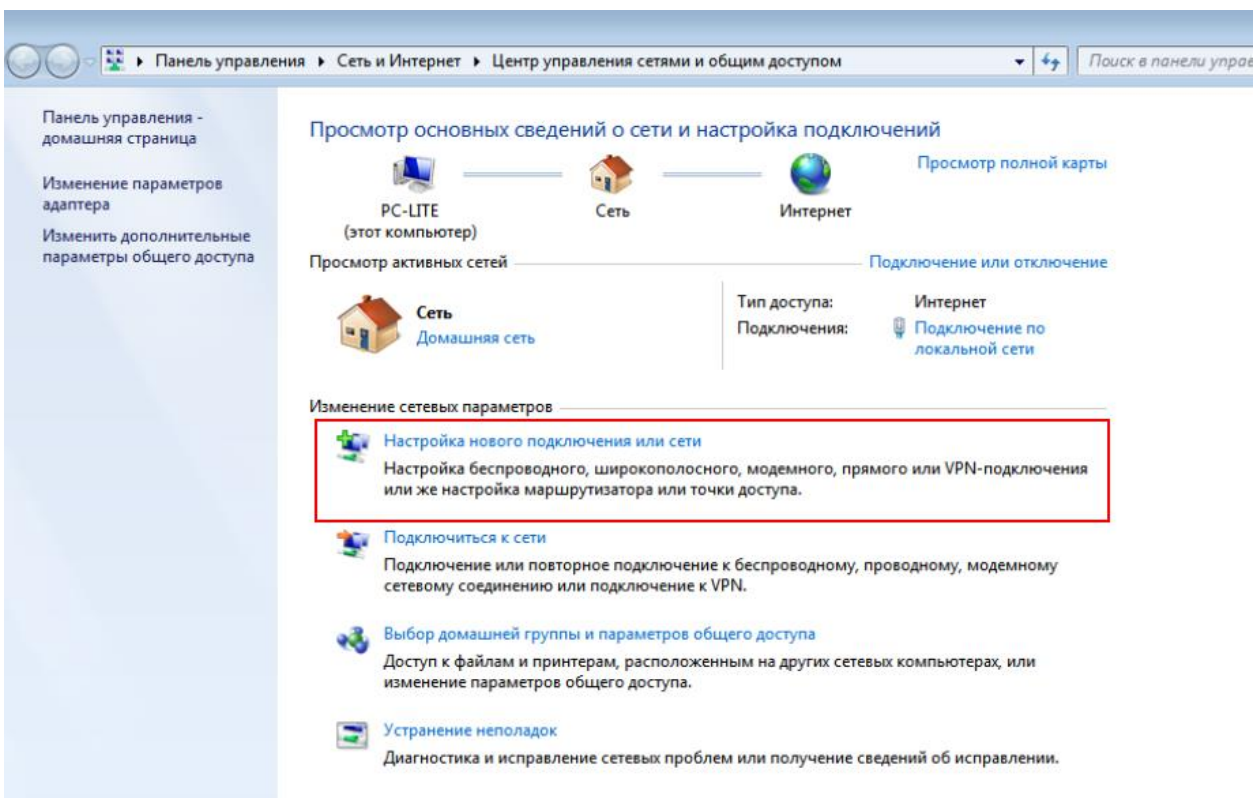 Панель управления ▸ Сеть и Интернет ▸ Центр управления сетями и общим доступом
Поиск в панели
Панель управления -
домашняя страница
Изменение параметров
адаптера
Изменить дополнительные
параметры общего доступа
Просмотр основных сведений о сети и настройка подключений
Просмотр полной карты
PC-LITE
(этот компьютер)
Сеть
Интернет
Просмотр активных сетей
Подключение или отключение
Сеть
Домашняя сеть
Тип доступа: Интернет
Подключения: Подключение по
локальной сети
Изменение сетевых параметров
Настройка нового подключения или сети
Настройка беспроводного, широкополосного, модемного, прямого или VPN-подключения
или же настройка маршрутизатора или точки доступа.
Подключиться к сети
Подключение или повторное подключение к беспроводному, проводному, модемному
сетевому соединению или подключение к VPN.
Выбор домашней группы и параметров общего доступа
Доступ к файлам и принтерам, расположенным на других сетевых компьютерах, или
изменение параметров общего доступа.
Устранение неполадок
Диагностика и исправление сетевых проблем или получение сведений об исправлении.